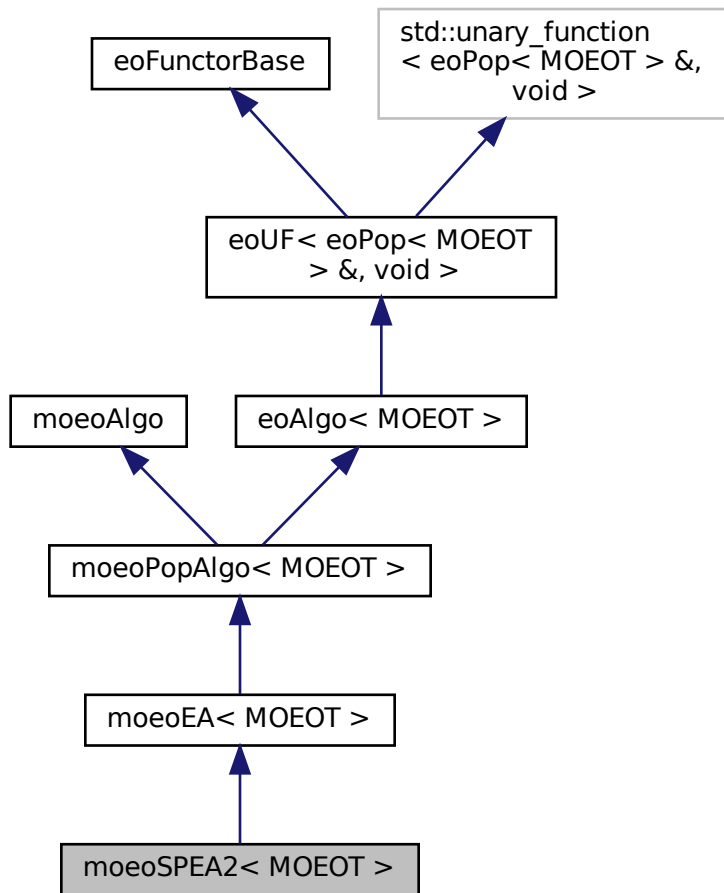 eoFunctorBase
std::unary_function
< eoPop< MOEOT > &,
void >
eoUF< eoPop< MOEOT
> &, void >
moeoAlgo
eoAlgo< MOEOT >
moeoPopAlgo< MOEOT >
moeoEA< MOEOT >
moeoSPEA2< MOEOT >